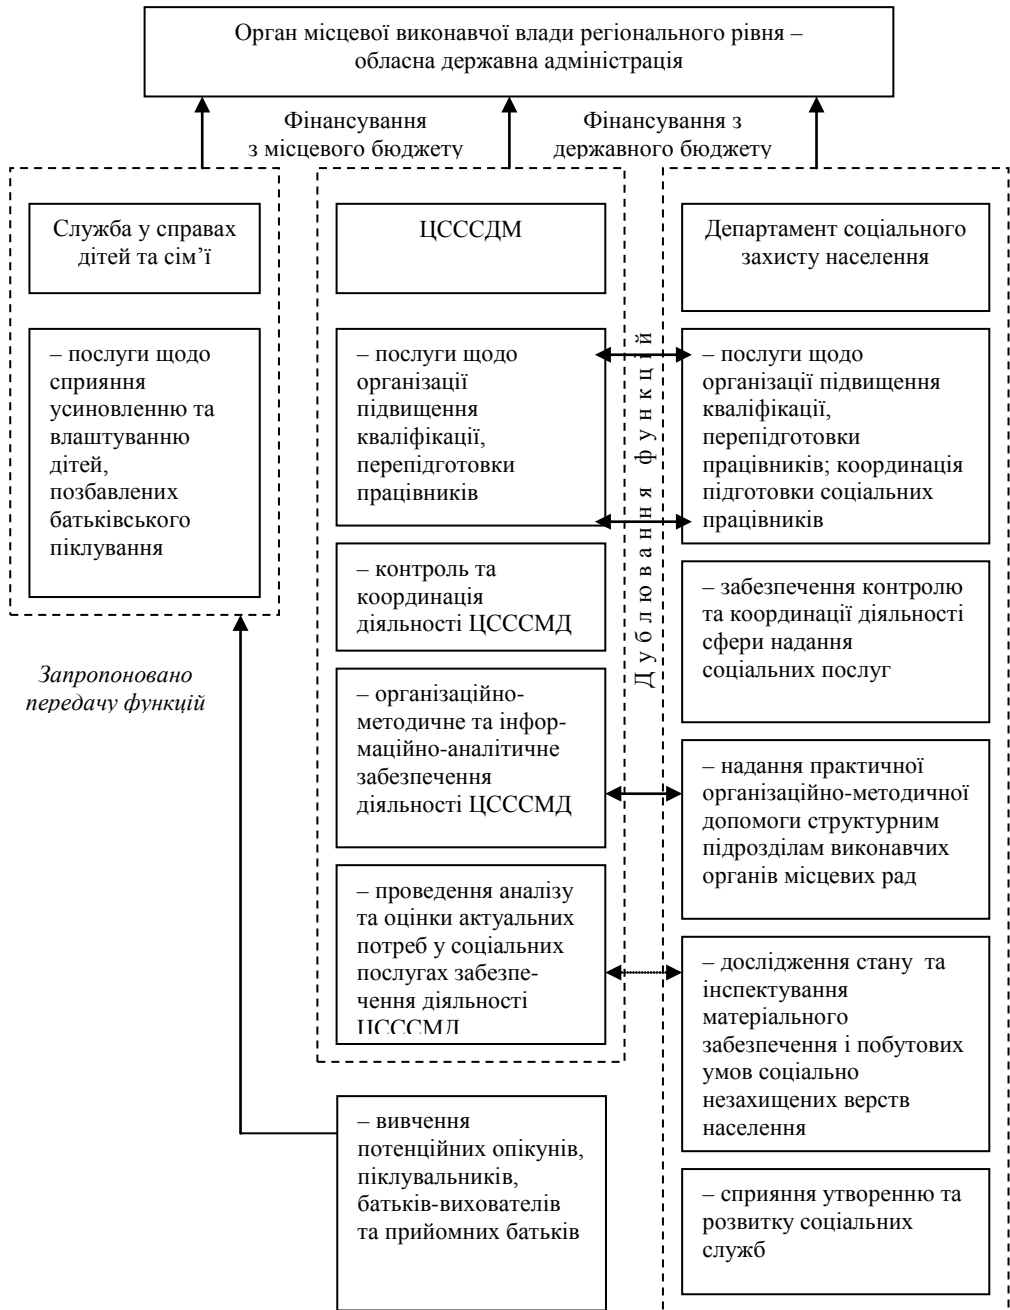 Орган місцевої виконавчої влади регіонального рівня –
обласна державна адміністрація
Фінансування
з місцевого бюджету
Фінансування з
державного бюджету
Служба у справах
дітей та сім’ї
– послуги щодо
сприяння
усиновленню та
влаштуванню
дітей,
позбавлених
батьківського
піклування
Запропоновано
передачу функцій
ЦСССДМ
– послуги щодо
організації
підвищення
кваліфікації,
перепідготовки
працівників
– контроль та
координація
діяльності ЦСССМД
– організаційно-
методичне та інфор-
маційно-аналітичне
забезпечення
діяльності ЦСССМД
– проведення аналізу
та оцінки актуальних
потреб у соціальних
послугах забезпе-
чення діяльності
ЦСССМД
– вивчення
потенційних опікунів,
піклувальників,
батьків-вихователів
та прийомних батьків
Дублювання функцій
Департамент соціального
захисту населення
– послуги щодо
організації підвищення
кваліфікації,
перепідготовки
працівників; координація
підготовки соціальних
працівників
– забезпечення контролю
та координації діяльності
сфери надання
соціальних послуг
– надання практичної
організаційно-методичної
допомоги структурним
підрозділам виконавчих
органів місцевих рад
– дослідження стану та
інспектування
матеріального
забезпечення і побутових
умов соціально
незахищених верств
населення
– сприяння утворенню та
розвитку соціальних
служб